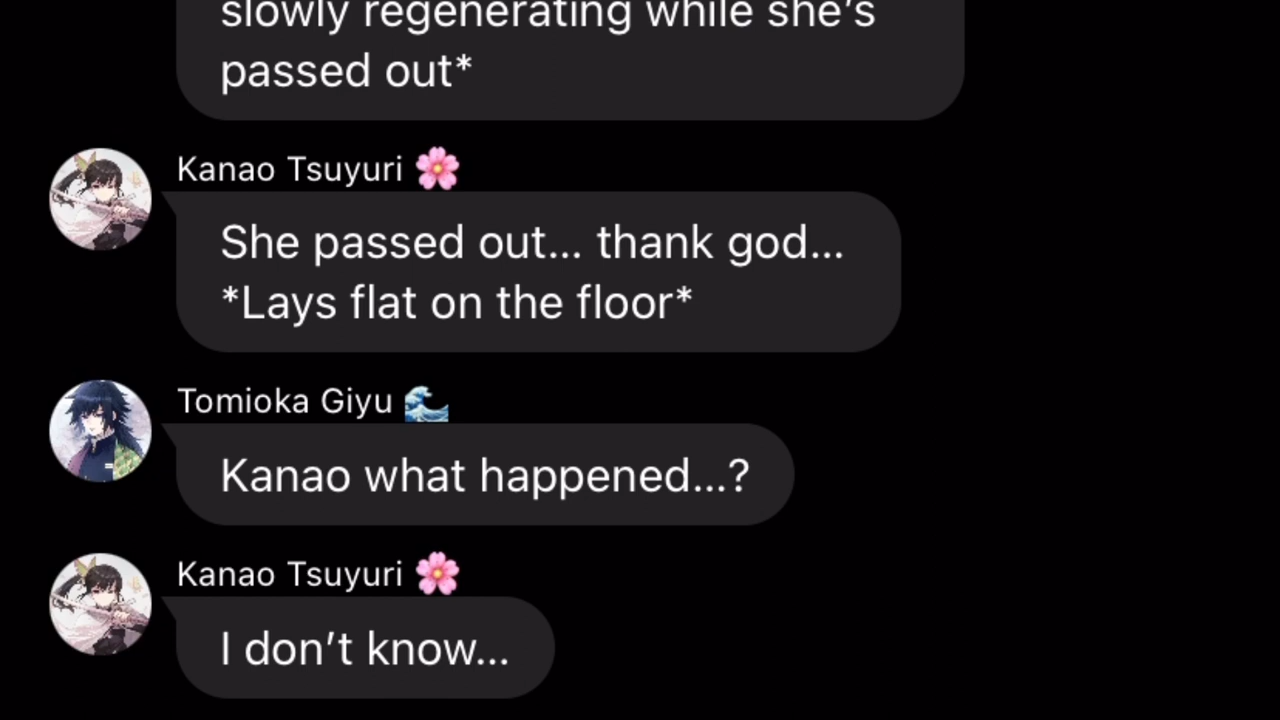 slowly regenerating while she’s
passed out*
Kanao Tsuyuri 🌸
She passed out... thank god...
*Lays flat on the floor*
Tomioka Giyu 🌊
Kanao what happened...?
Kanao Tsuyuri 🌸
I don’t know...